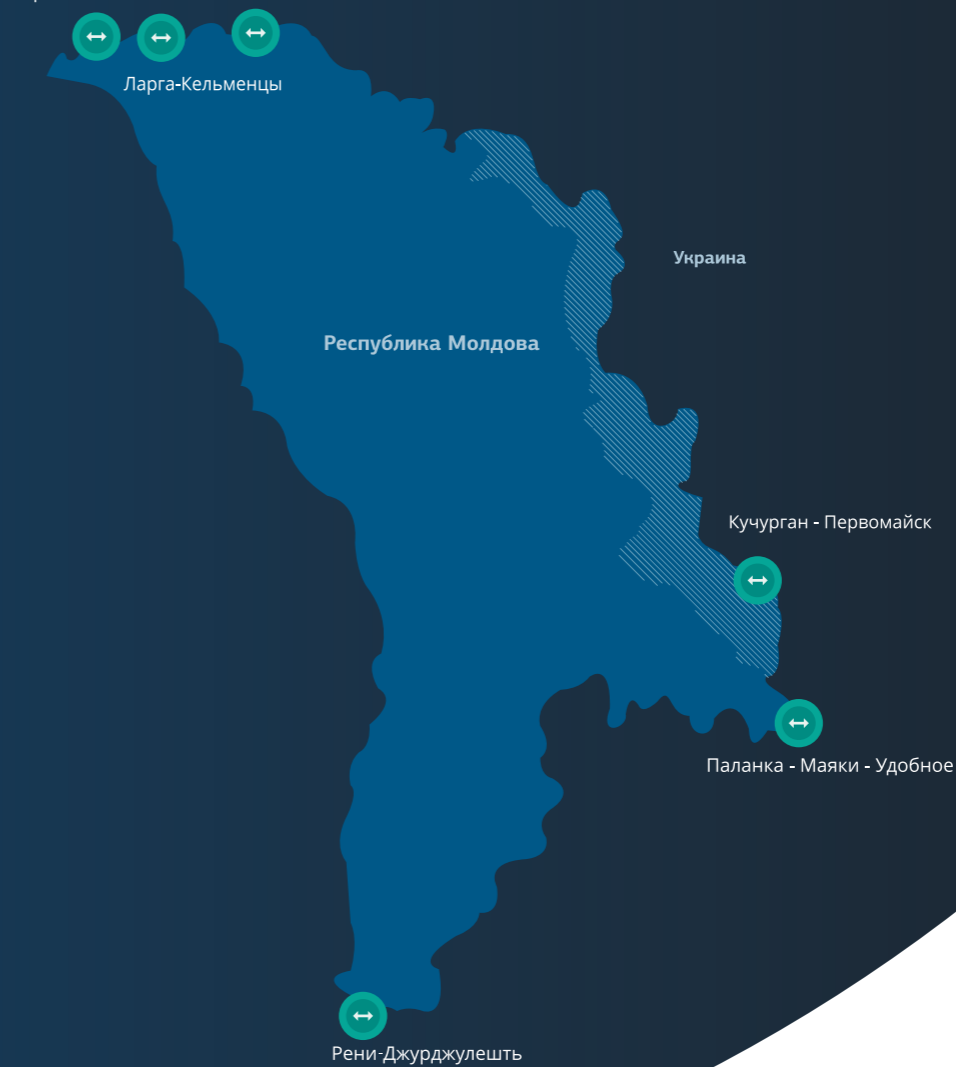 Ларга-Кельменцы
Украина
Республика Молдова
Кучурган - Первомайск
Паланка - Маяки - Удобное
Рени-Джурджулешть